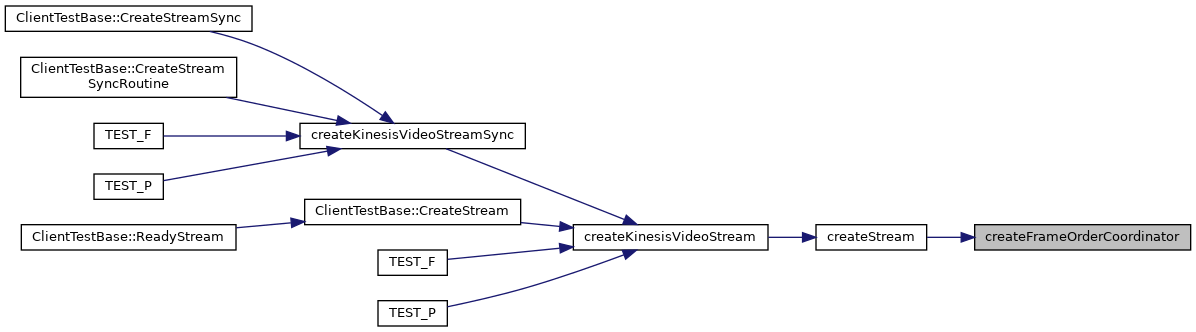 ClientTestBase::CreateStreamSync
ClientTestBase::CreateStream
SyncRoutine
TEST_F
createKinesisVideoStreamSync
TEST_P
ClientTestBase::CreateStream
ClientTestBase::ReadyStream
createKinesisVideoStream
createStream
createFrameOrderCoordinator
TEST_F
TEST_P